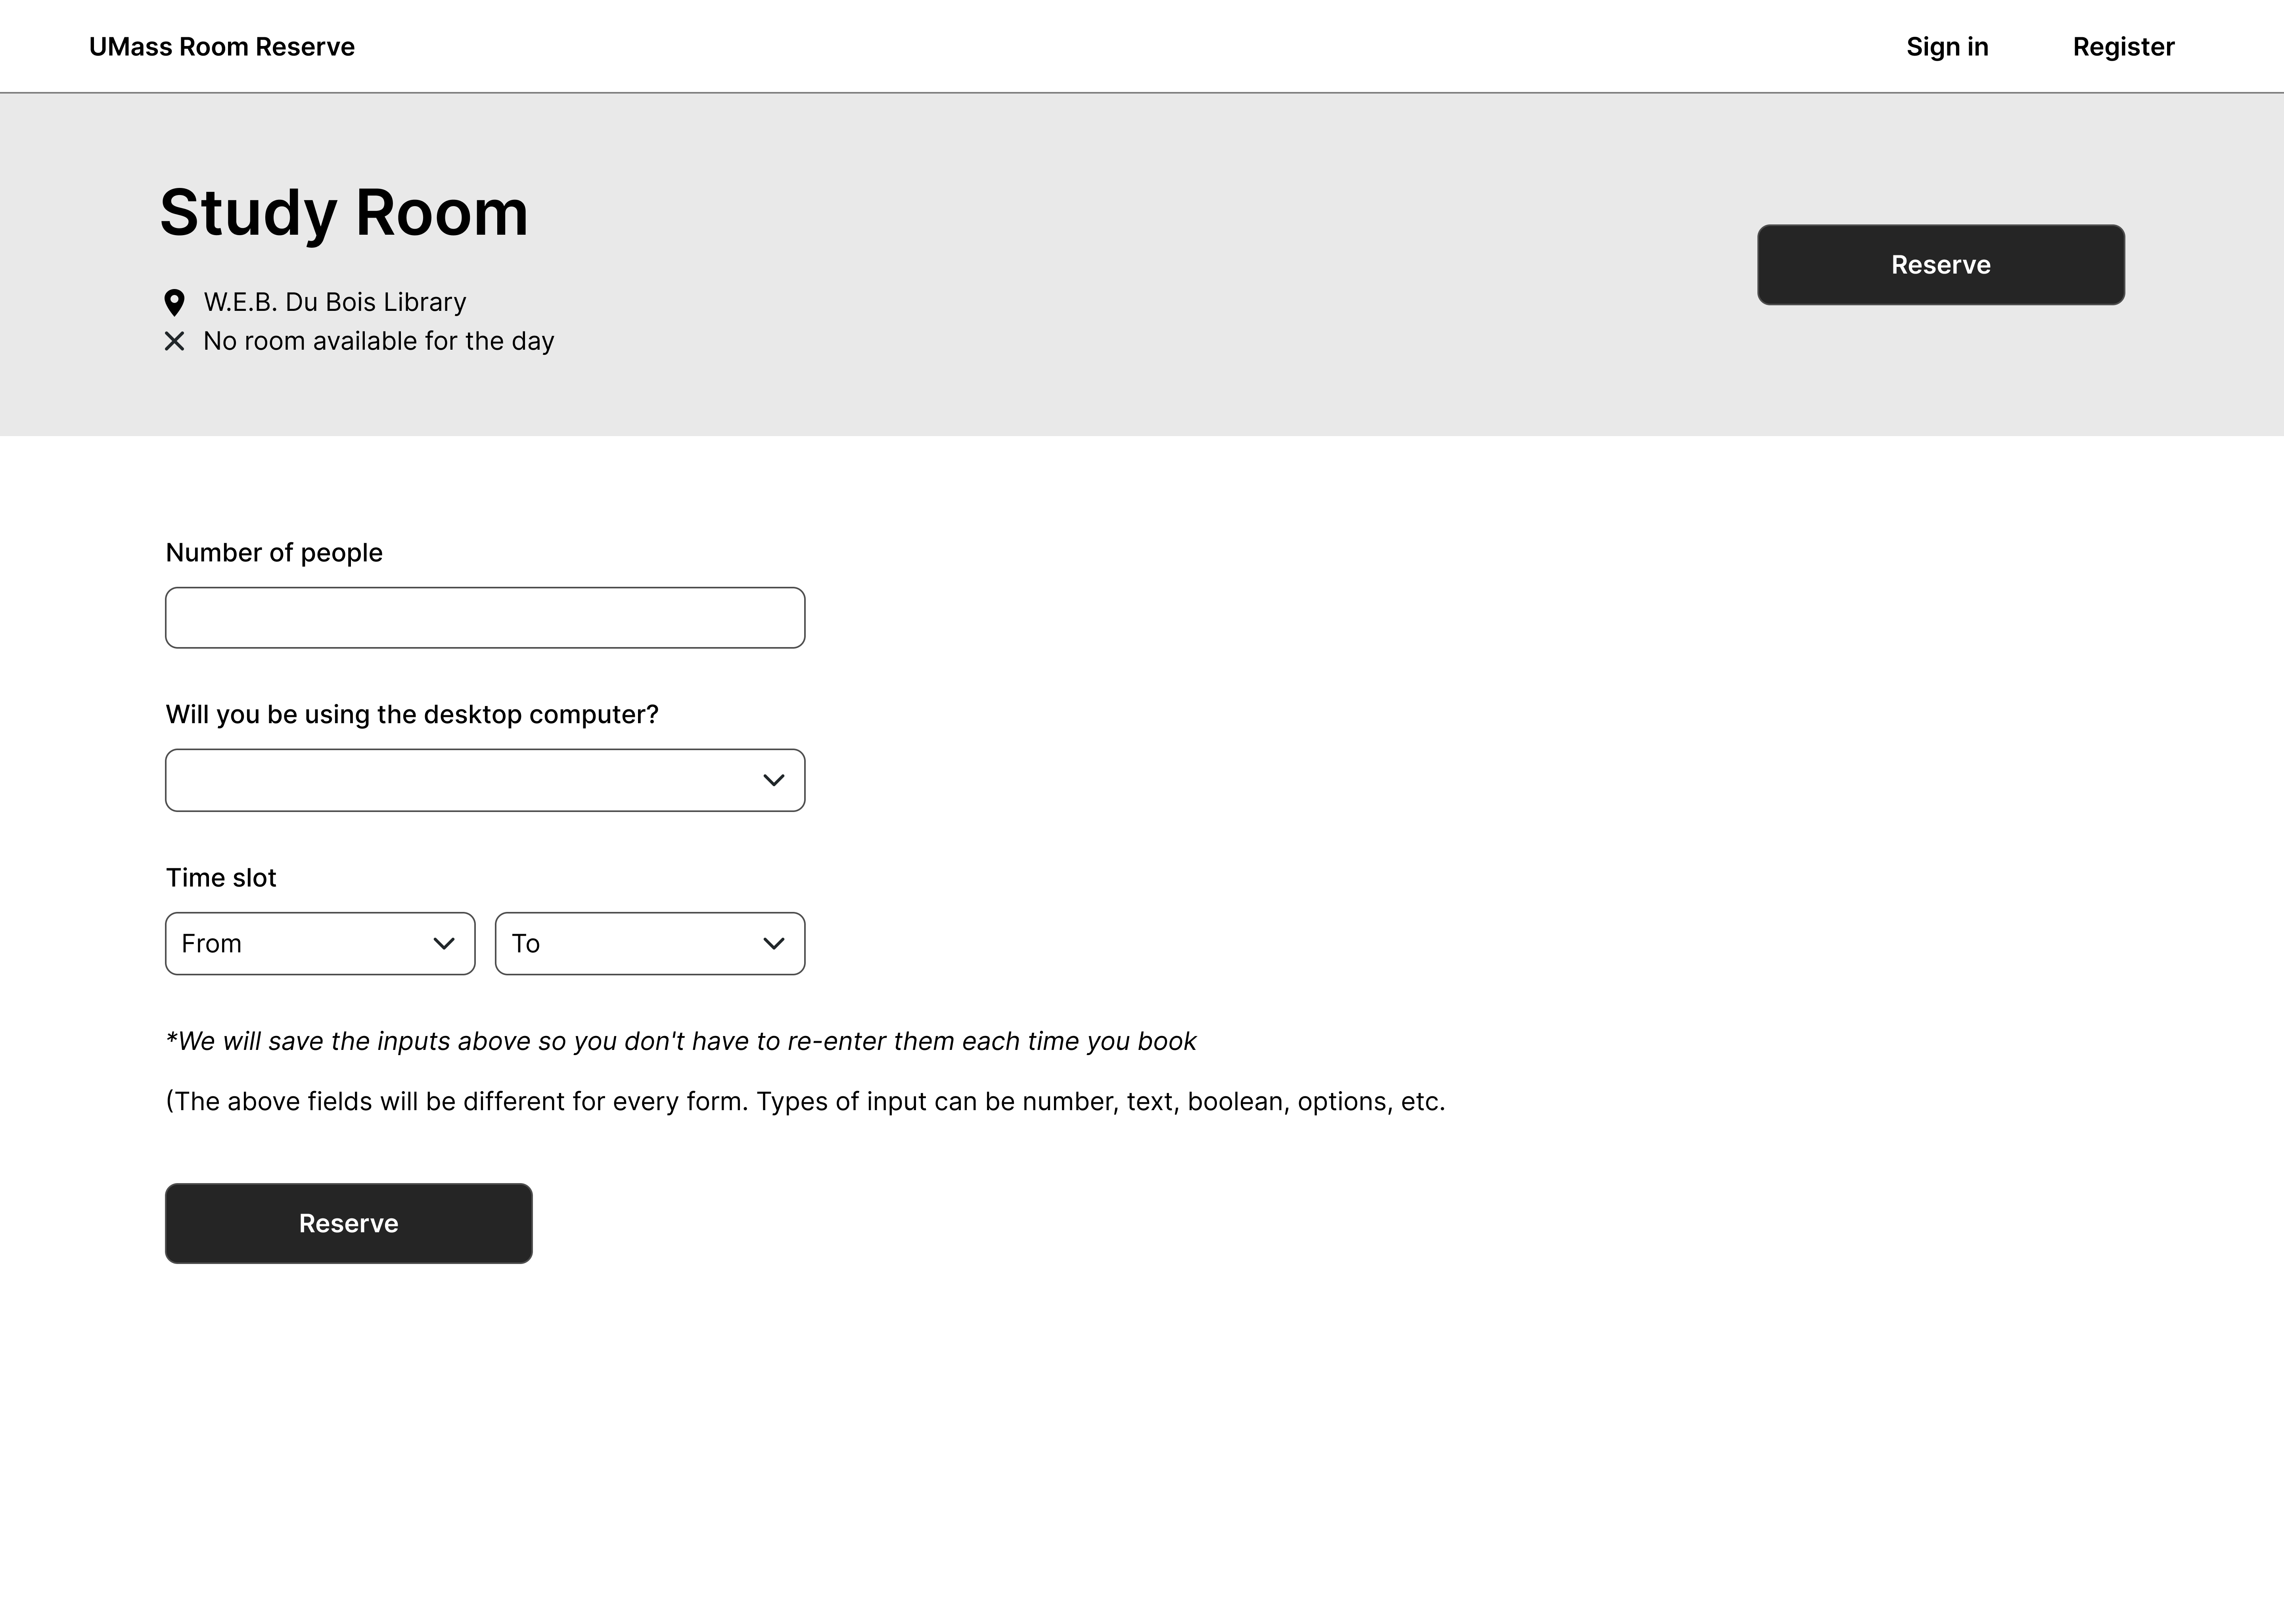 UMass Room Reserve
Sign in
Register
Study Room
W.E.B. Du Bois Library
No room available for the day
Reserve
Number of people
Will you be using the desktop computer?
Time slot
From
To
*We will save the inputs above so you don't have to re-enter them each time you book
(The above fields will be different for every form. Types of input can be number, text, boolean, options, etc.
Reserve